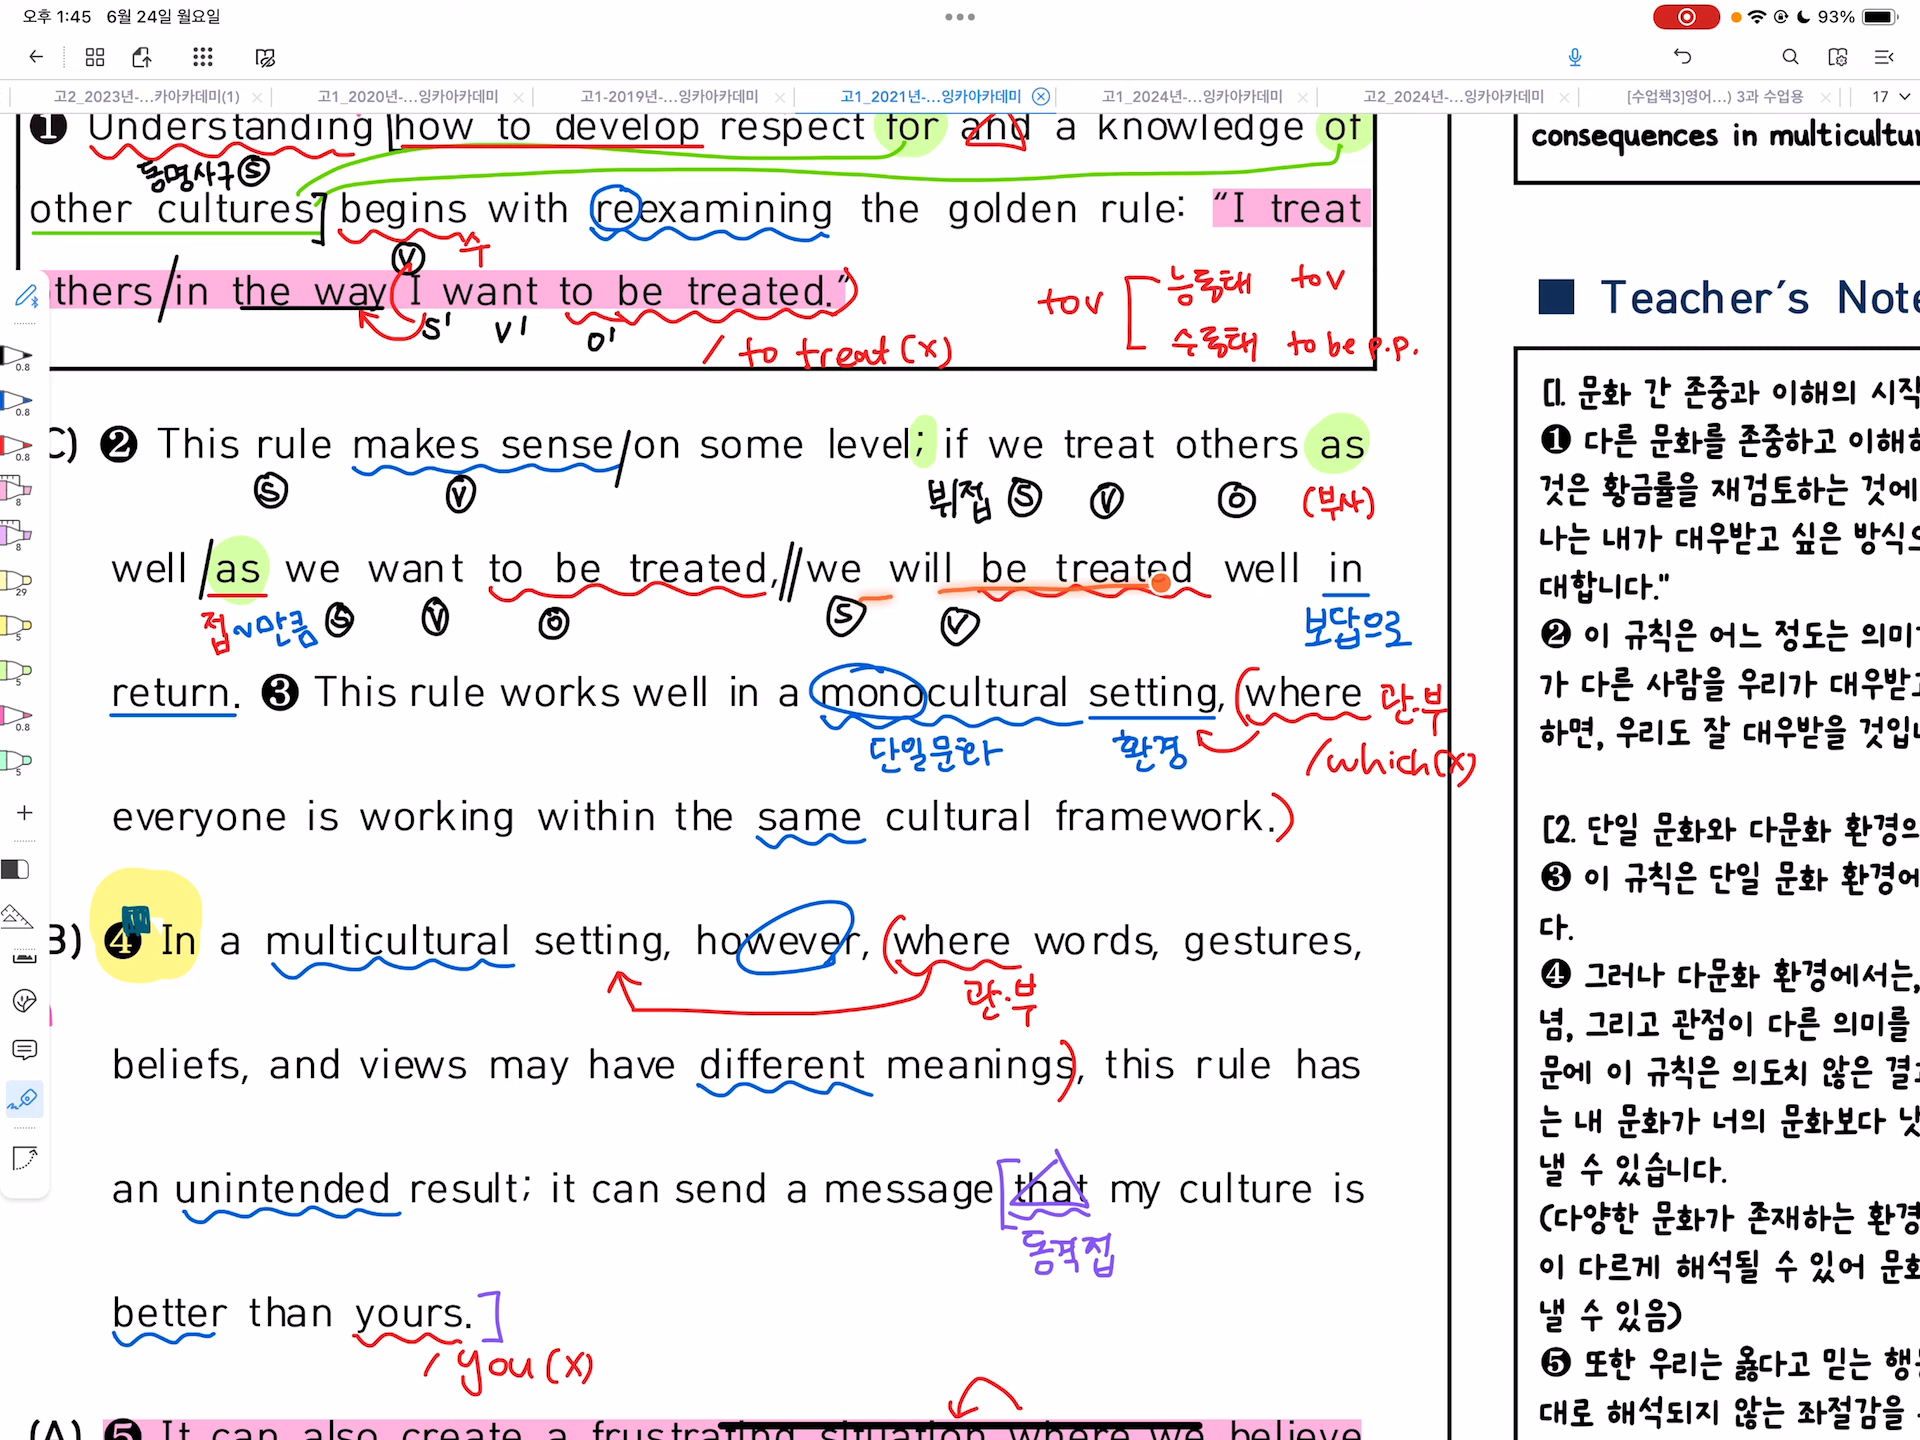 오후 1:45 6월 24일 월요일
93%
고2_2023년-...카아카데미(1)
고1_2020년-...잉카아카데미
고1-2019년-...잉카아카데미
고1_2021년-...잉카아카데미
고1_2024년-...잉카아카데미
고2_2024년-...잉카아카데미
[수업책3]영어...) 3과 수업용
17
❶ Understanding [how to develop respect for and a knowledge of
동명사구 Ⓢ
other cultures] begins with reexamining the golden rule: “I treat
Ⓥ 수
thers/in the way (I want to be treated.”)
S' V' O' / to treat (x)
toV 능동태 toV
수동태 to be p.p.
C) ❷ This rule makes sense/on some level; if we treat others as
Ⓢ Ⓥ 뷔접 Ⓢ Ⓥ Ⓞ (부사)
well /as we want to be treated,//we will be treated well in
접 ~만큼 Ⓢ Ⓥ Ⓞ Ⓢ Ⓥ 보답으로
return. ❸ This rule works well in a monocultural setting, (where 관·부
단일문화 환경 /which(x)
everyone is working within the same cultural framework.)
B) ❹ In a multicultural setting, however, (where words, gestures,
관·부
beliefs, and views may have different meanings), this rule has
an unintended result; it can send a message [that my culture is
동격접
better than yours.]
/ you (x)
(A) ❺ It can also create a frustrating situation where we believe
consequences in multicultur
■ Teacher's Note
[1. 문화 간 존중과 이해의 시작
❶ 다른 문화를 존중하고 이해하
것은 황금률을 재검토하는 것에
나는 내가 대우받고 싶은 방식으
대합니다."
❷ 이 규칙은 어느 정도는 의미가
가 다른 사람을 우리가 대우받고
하면, 우리도 잘 대우받을 것입니
[2. 단일 문화와 다문화 환경의
❸ 이 규칙은 단일 문화 환경에
다.
❹ 그러나 다문화 환경에서는,
념, 그리고 관점이 다른 의미를
문에 이 규칙은 의도치 않은 결과
는 내 문화가 너의 문화보다 낫
낼 수 있습니다.
(다양한 문화가 존재하는 환경
이 다르게 해석될 수 있어 문화
낼 수 있음)
❺ 또한 우리는 옳다고 믿는 행동
대로 해석되지 않는 좌절감을